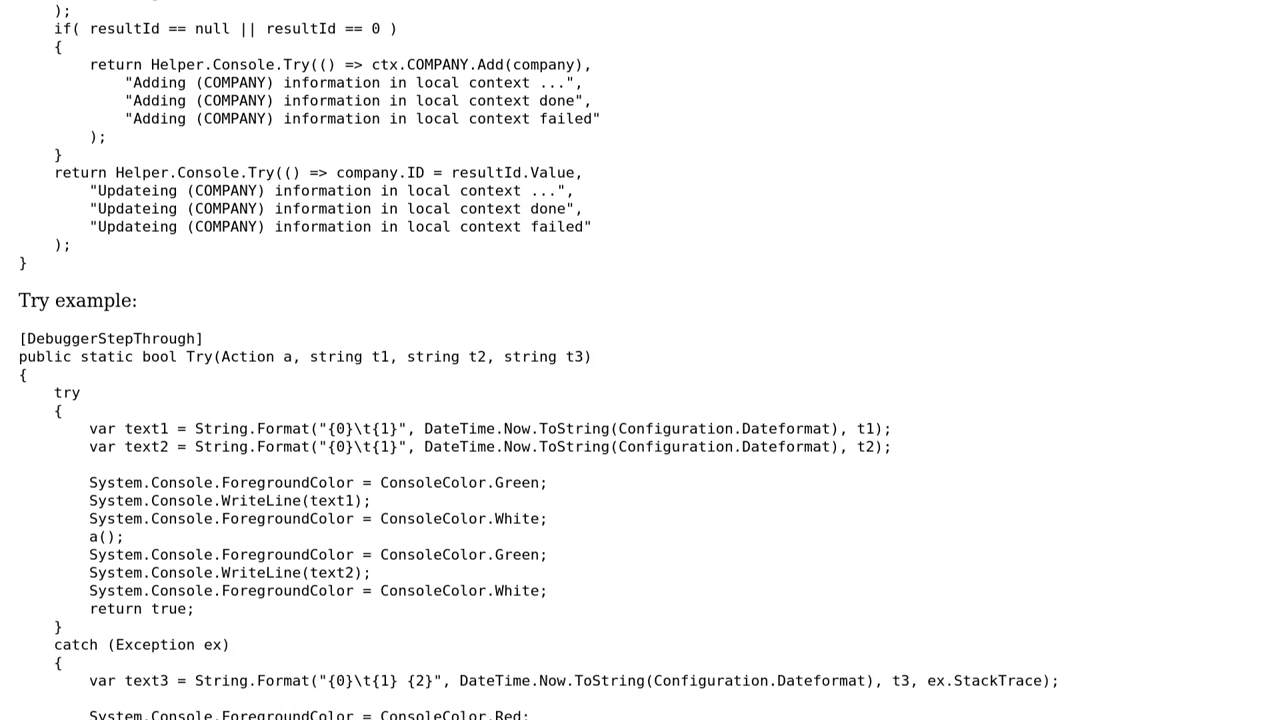 );
if( resultId == null || resultId == 0 )
{
return Helper.Console.Try(() => ctx.COMPANY.Add(company),
"Adding (COMPANY) information in local context ...",
"Adding (COMPANY) information in local context done",
"Adding (COMPANY) information in local context failed"
);
}
return Helper.Console.Try(() => company.ID = resultId.Value,
"Updateing (COMPANY) information in local context ...",
"Updateing (COMPANY) information in local context done",
"Updateing (COMPANY) information in local context failed"
);
}
Try example:
[DebuggerStepThrough]
public static bool Try(Action a, string t1, string t2, string t3)
{
try
{
var text1 = String.Format("{0}\t{1}", DateTime.Now.ToString(Configuration.Dateformat), t1);
var text2 = String.Format("{0}\t{1}", DateTime.Now.ToString(Configuration.Dateformat), t2);
System.Console.ForegroundColor = ConsoleColor.Green;
System.Console.WriteLine(text1);
System.Console.ForegroundColor = ConsoleColor.White;
a();
System.Console.ForegroundColor = ConsoleColor.Green;
System.Console.WriteLine(text2);
System.Console.ForegroundColor = ConsoleColor.White;
return true;
}
catch (Exception ex)
{
var text3 = String.Format("{0}\t{1} {2}", DateTime.Now.ToString(Configuration.Dateformat), t3, ex.StackTrace);
System.Console.ForegroundColor = ConsoleColor.Red;